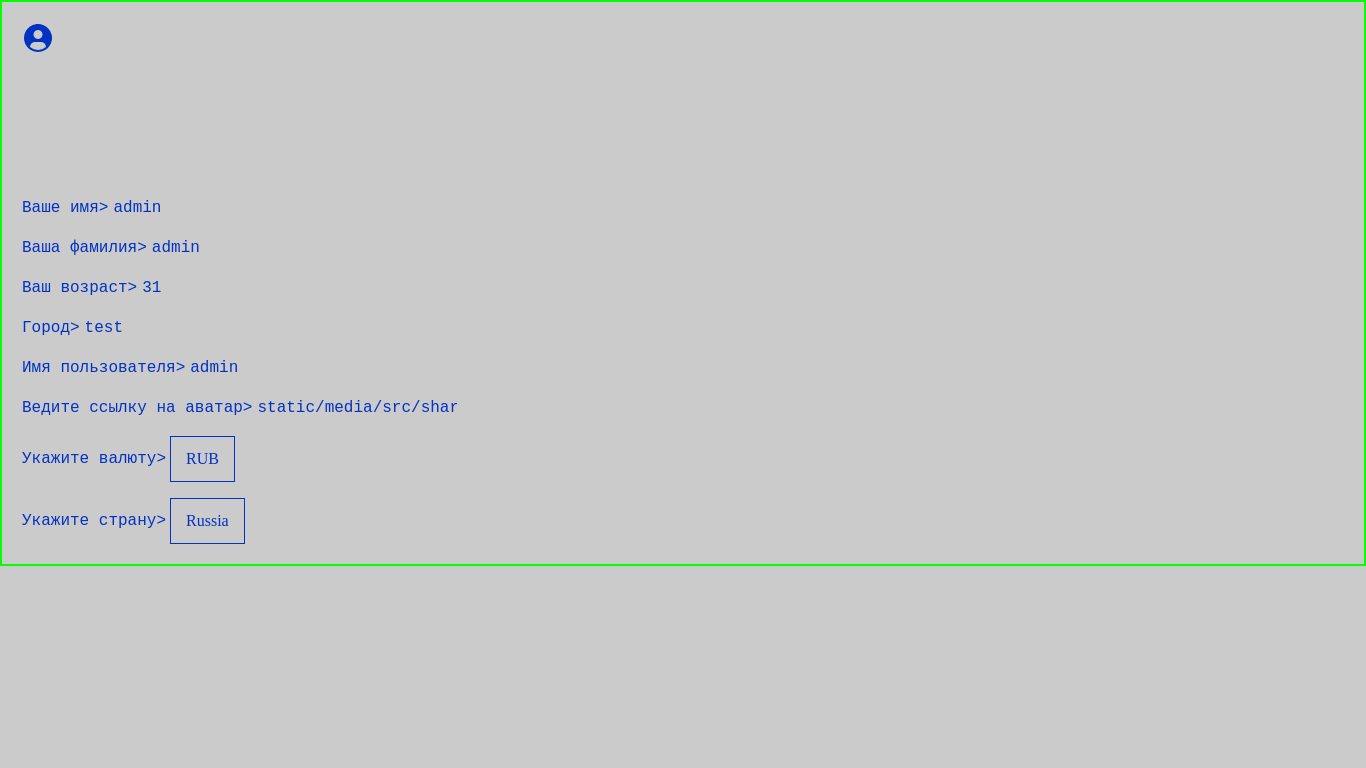 Ваше имя> admin
Ваша фамилия> admin
Ваш возраст> 31
Город> test
Имя пользователя> admin
Ведите ссылку на аватар> static/media/src/shar
Укажите валюту> RUB
Укажите страну> Russia